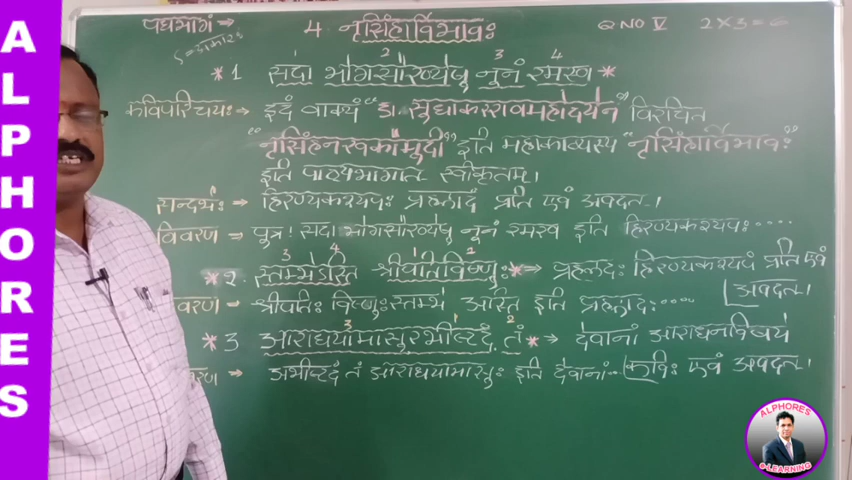 ALPHORES
पद्यभागं ⇒ 4. नृसिंहाविर्भावः Q NO V 2×3=6
*1 सदा भोगसौख्येषु नूनं रमस्व *
कविपरिचयः ⇒ इदं वाक्यं "डा. सुधाकररावमहोदयेन" विरचित
"नृसिंहनखकौमुदी" इति महाकाव्यस्य "नृसिंहाविर्भावः"
इति पाठ्यभागात् स्वीकृतम्।
सन्दर्भः ⇒ हिरण्यकश्यपः प्रह्लादं प्रति एवं अवदत्।
विवरण ⇒ पुत्र! सदा भोगसौख्येषु नूनं रमस्व इति हिरण्यकश्यपः....
*2. स्तम्भेऽस्ति श्रीपतिर्विष्णुः * ⇒ प्रह्लादः हिरण्यकश्यपं प्रति एवं अवदत्।
वरण ⇒ श्रीपतिः विष्णुः स्तम्भे अस्ति इति प्रह्लादः....
*3 आराधयामासुरभीष्टदं तं * ⇒ देवानां आराधनविषये कविः एवं अवदत्।
वरण ⇒ अभीष्टदं तं आराधयामासुः इति देवानां..
ALPHORES
e-LEARNING